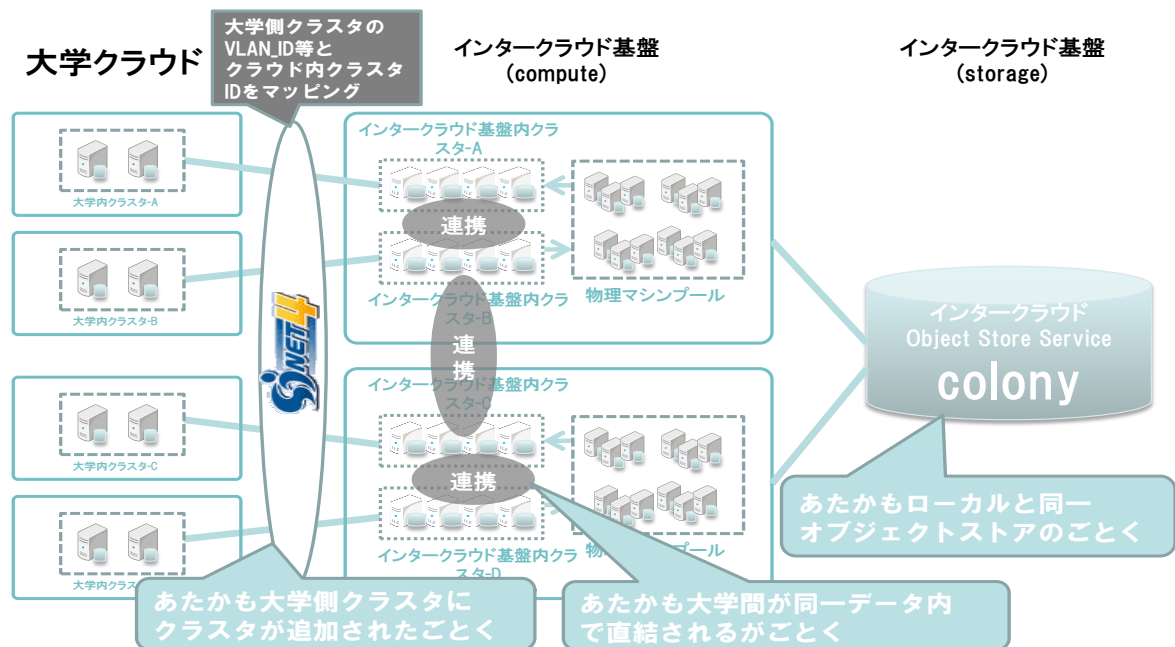 大学クラウド
大学側クラスタの
VLAN_ID等と
クラウド内クラスタ
IDをマッピング
インタークラウド基盤
(compute)
インタークラウド基盤
(storage)
大学内クラスタ-A
大学内クラスタ-B
大学内クラスタ-C
大学内クラス
SINET4
インタークラウド基盤内クラ
スタ-A
連携
インタークラウド基盤内クラ
スタ-B
物理マシンプール
連
携
インタークラウド基盤内クラ
スタ-C
連携
インタークラウド基盤内クラ
スタ-D
プール
インタークラウド
Object Store Service
colony
あたかもローカルと同一
オブジェクトストアのごとく
あたかも大学側クラスタに
クラスタが追加されたごとく
あたかも大学間が同一データ内
で直結されるがごとく